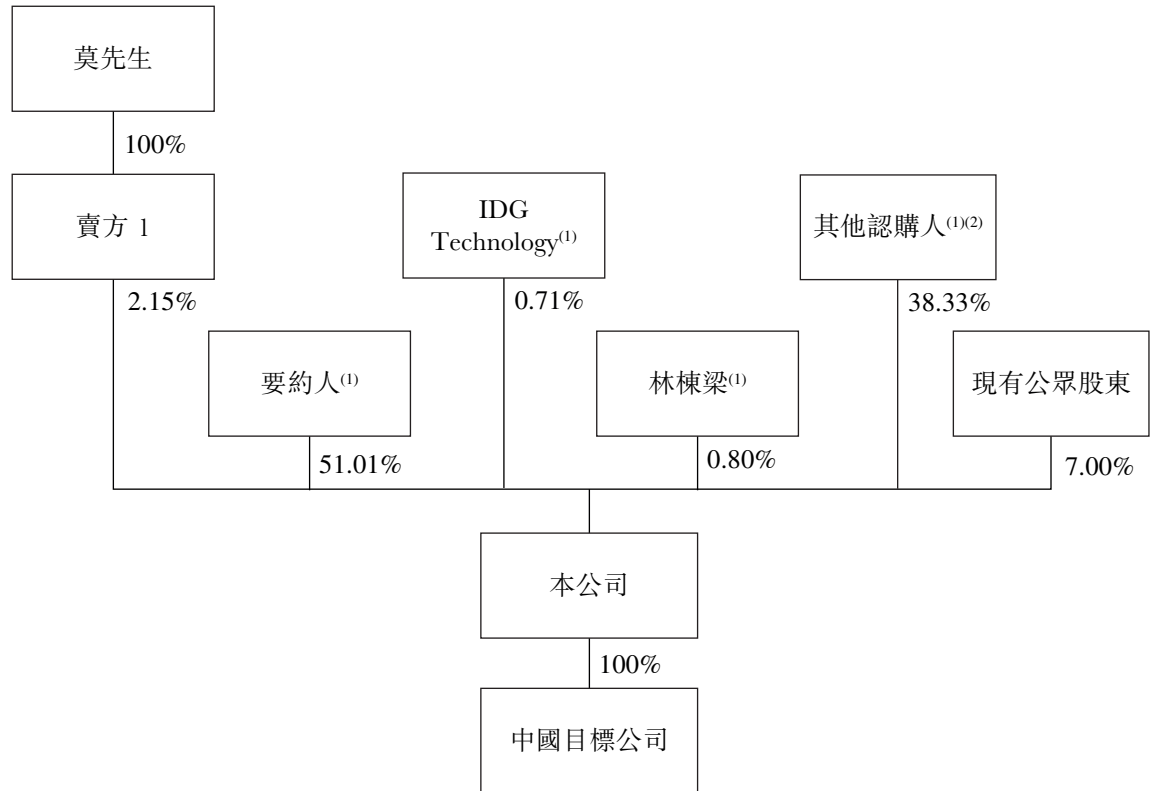 莫先生
100%
賣方 1
IDG
Technology(1)
其他認購人(1)(2)
2.15%
0.71%
38.33%
要約人(1)
林棟梁(1)
現有公眾股東
51.01%
0.80%
7.00%
本公司
100%
中國目標公司